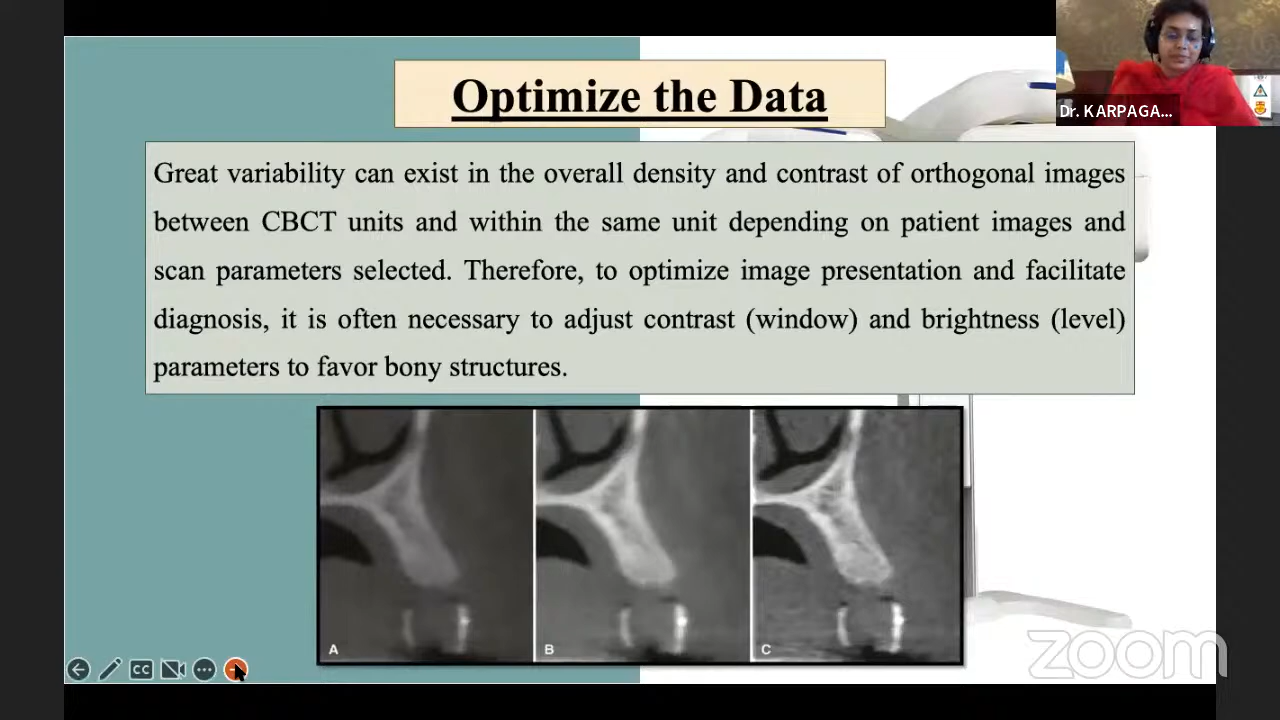 Optimize the Data
Dr. KARPAGA...
Great variability can exist in the overall density and contrast of orthogonal images
between CBCT units and within the same unit depending on patient images and
scan parameters selected. Therefore, to optimize image presentation and facilitate
diagnosis, it is often necessary to adjust contrast (window) and brightness (level)
parameters to favor bony structures.
A B C
CC
zoom